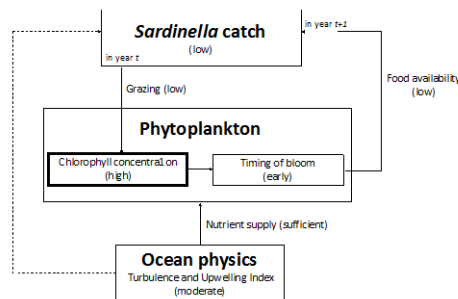 Sardinella catch
in year t+1
(low)
in year t
Grazing (low)
Food availability
(low)
Phytoplankton
Chlorophyll concentra1on
(high)
Timing of bloom
(early)
Nutrient supply (sufficient)
Ocean physics
Turbulence and Upwelling Index
(moderate)